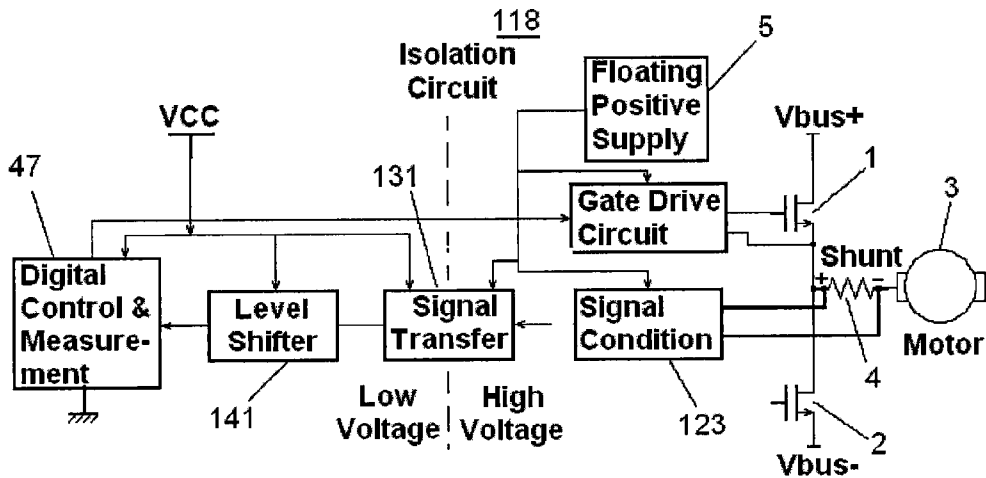 118
Isolation
Circuit
5
Floating
Positive
Supply
VCC
Vbus+
47
131
1
3
Gate Drive
Circuit
Shunt
+
-
Digital
Control &
Measure-
ment
Level
Shifter
Signal
Transfer
Signal
Condition
Motor
4
141
Low
Voltage
High
Voltage
123
2
Vbus-